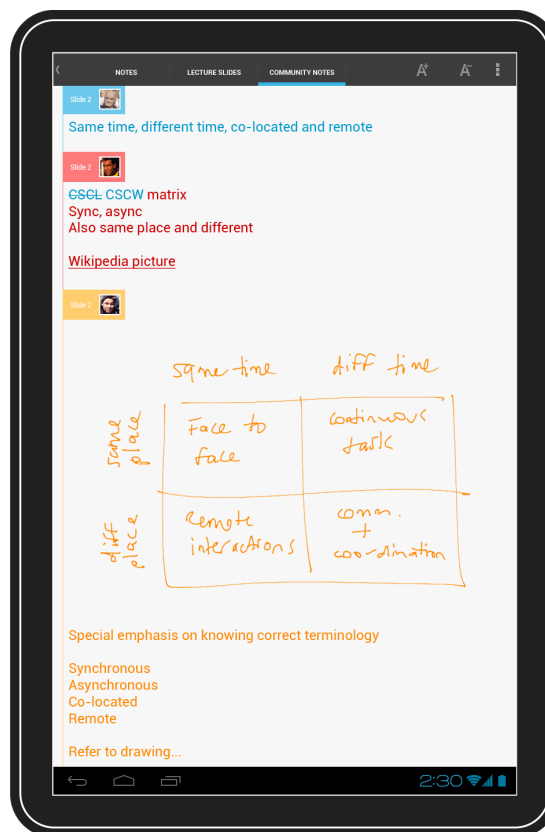 NOTES LECTURE SLIDES COMMUNITY NOTES A+ A-
Slide 2
Same time, different time, co-located and remote
Slide 2
CSCL CSCW matrix
Sync, async
Also same place and different
Wikipedia picture
Slide 2
same time diff time
same place
Face to face
continuous task
diff place
Remote interactions
comm. + coordination
Special emphasis on knowing correct terminology
Synchronous
Asynchronous
Co-located
Remote
Refer to drawing...
2:30